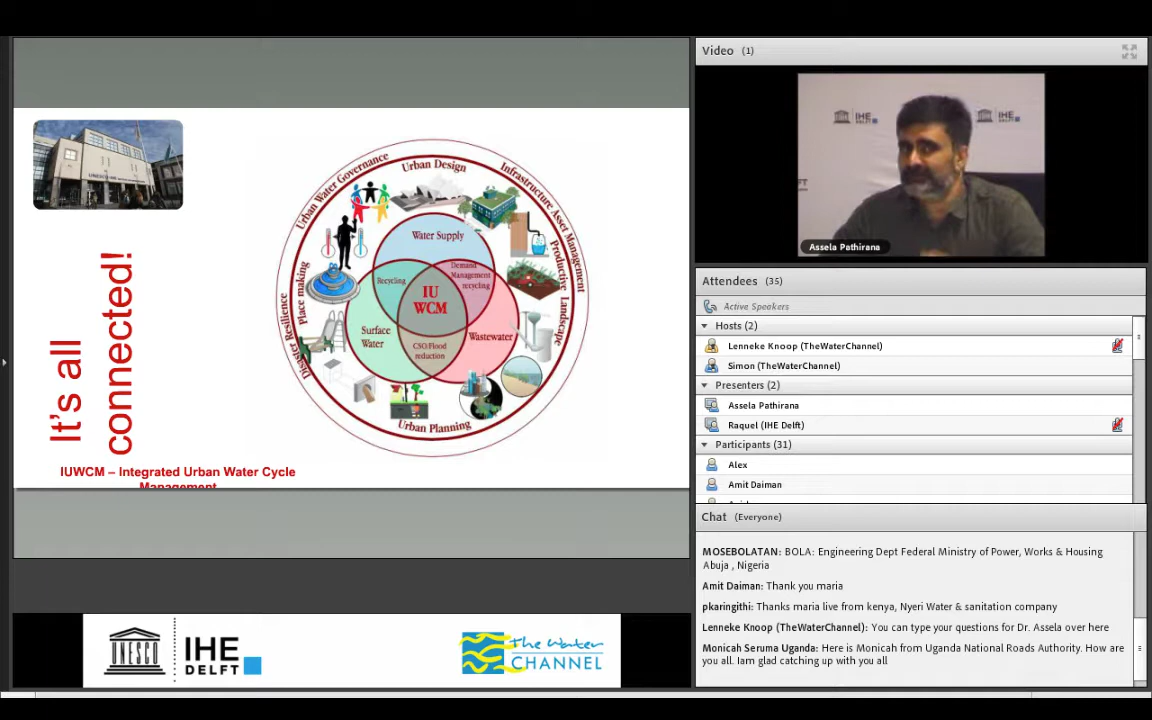 UNESCO-IHE
It's all
connected!
IUWCM – Integrated Urban Water Cycle
Management
Urban Water Governance
Urban Design
Infrastructure Asset Management
Productive Landscape
Urban Planning
Disaster Resilience
Place making
Water Supply
Recycling
Demand
Management
recycling
IU
WCM
Surface
Water
Wastewater
CSO/Flood
reduction
UNESCO
IHE
DELFT
The Water
CHANNEL
Video (1)
IHE
DELFT
IHE
DELFT
Assela Pathirana
Attendees (35)
Active Speakers
Hosts (2)
Lenneke Knoop (TheWaterChannel)
Simon (TheWaterChannel)
Presenters (2)
Assela Pathirana
Raquel (IHE Delft)
Participants (31)
Alex
Amit Daiman
Chat (Everyone)
MOSEBOLATAN: BOLA: Engineering Dept Federal Ministry of Power, Works & Housing
Abuja , Nigeria
Amit Daiman: Thank you maria
pkaringithi: Thanks maria live from kenya, Nyeri Water & sanitation company
Lenneke Knoop (TheWaterChannel): You can type your questions for Dr. Assela over here
Monicah Seruma Uganda: Here is Monicah from Uganda National Roads Authority. How are
you all. Iam glad catching up with you all